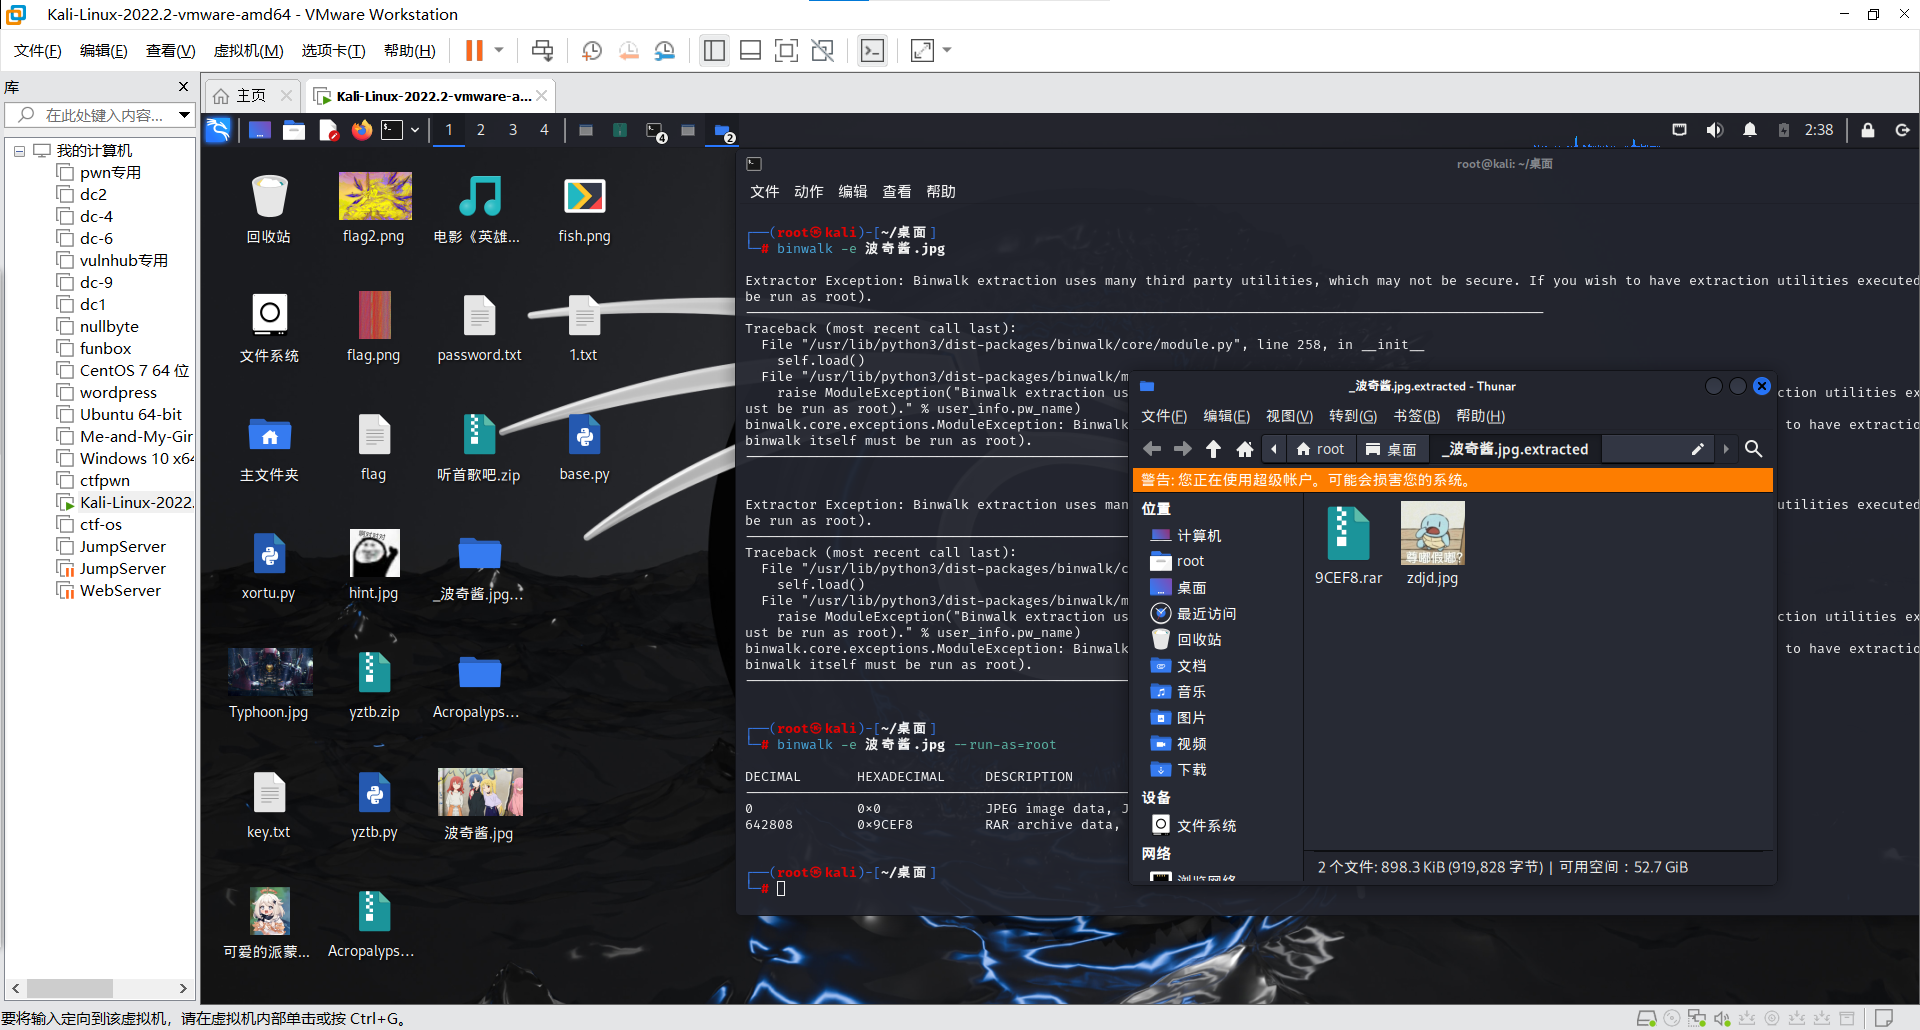 Kali-Linux-2022.2-vmware-amd64 - VMware Workstation
文件(F) 编辑(E) 查看(V) 虚拟机(M) 选项卡(T) 帮助(H)
库
在此处键入内容...
我的计算机
pwn专用
dc2
dc-4
dc-6
vulnhub专用
dc-9
dc1
nullbyte
funbox
CentOS 7 64 位
wordpress
Ubuntu 64-bit
Me-and-My-Gir
Windows 10 x64
ctfpwn
Kali-Linux-2022.
ctf-os
JumpServer
JumpServer
WebServer
主页
Kali-Linux-2022.2-vmware-a...
1 2 3 4
4
2
2:38
回收站
flag2.png
电影《英雄...
fish.png
文件系统
flag.png
password.txt
1.txt
主文件夹
flag
听首歌吧.zip
base.py
xortu.py
hint.jpg
_波奇酱.jpg...
Typhoon.jpg
yztb.zip
Acropalyps...
key.txt
yztb.py
波奇酱.jpg
可爱的派蒙...
Acropalyps...
root@kali: ~/桌面
文件 动作 编辑 查看 帮助
┌──(root㉿kali)-[~/桌面]
└─# binwalk -e 波奇酱.jpg
Extractor Exception: Binwalk extraction uses many third party utilities, which may not be secure. If you wish to have extraction utilities executed
be run as root).
Traceback (most recent call last):
File "/usr/lib/python3/dist-packages/binwalk/core/module.py", line 258, in __init__
self.load()
File "/usr/lib/python3/dist-packages/binwalk/m
raise ModuleException("Binwalk extraction us
ction utilities ex
ust be run as root)." % user_info.pw_name)
binwalk.core.exceptions.ModuleException: Binwalk
to have extractio
binwalk itself must be run as root).
Extractor Exception: Binwalk extraction uses man
utilities executed
be run as root).
Traceback (most recent call last):
File "/usr/lib/python3/dist-packages/binwalk/c
self.load()
File "/usr/lib/python3/dist-packages/binwalk/m
raise ModuleException("Binwalk extraction us
ction utilities ex
ust be run as root)." % user_info.pw_name)
binwalk.core.exceptions.ModuleException: Binwalk
to have extractio
binwalk itself must be run as root).
┌──(root㉿kali)-[~/桌面]
└─# binwalk -e 波奇酱.jpg --run-as=root
DECIMAL HEXADECIMAL DESCRIPTION
0 0×0 JPEG image data, J
642808 0×9CEF8 RAR archive data,
┌──(root㉿kali)-[~/桌面]
└─#
_波奇酱.jpg.extracted - Thunar
文件(F) 编辑(E) 视图(V) 转到(G) 书签(B) 帮助(H)
root 桌面 _波奇酱.jpg.extracted
警告: 您正在使用超级帐户。可能会损害您的系统。
位置
计算机
root
桌面
最近访问
回收站
文档
音乐
图片
视频
下载
设备
文件系统
网络
浏览网络
尊嘟假嘟?
9CEF8.rar
zdjd.jpg
2 个文件: 898.3 KiB (919,828 字节) | 可用空间：52.7 GiB
要将输入定向到该虚拟机，请在虚拟机内部单击或按 Ctrl+G。